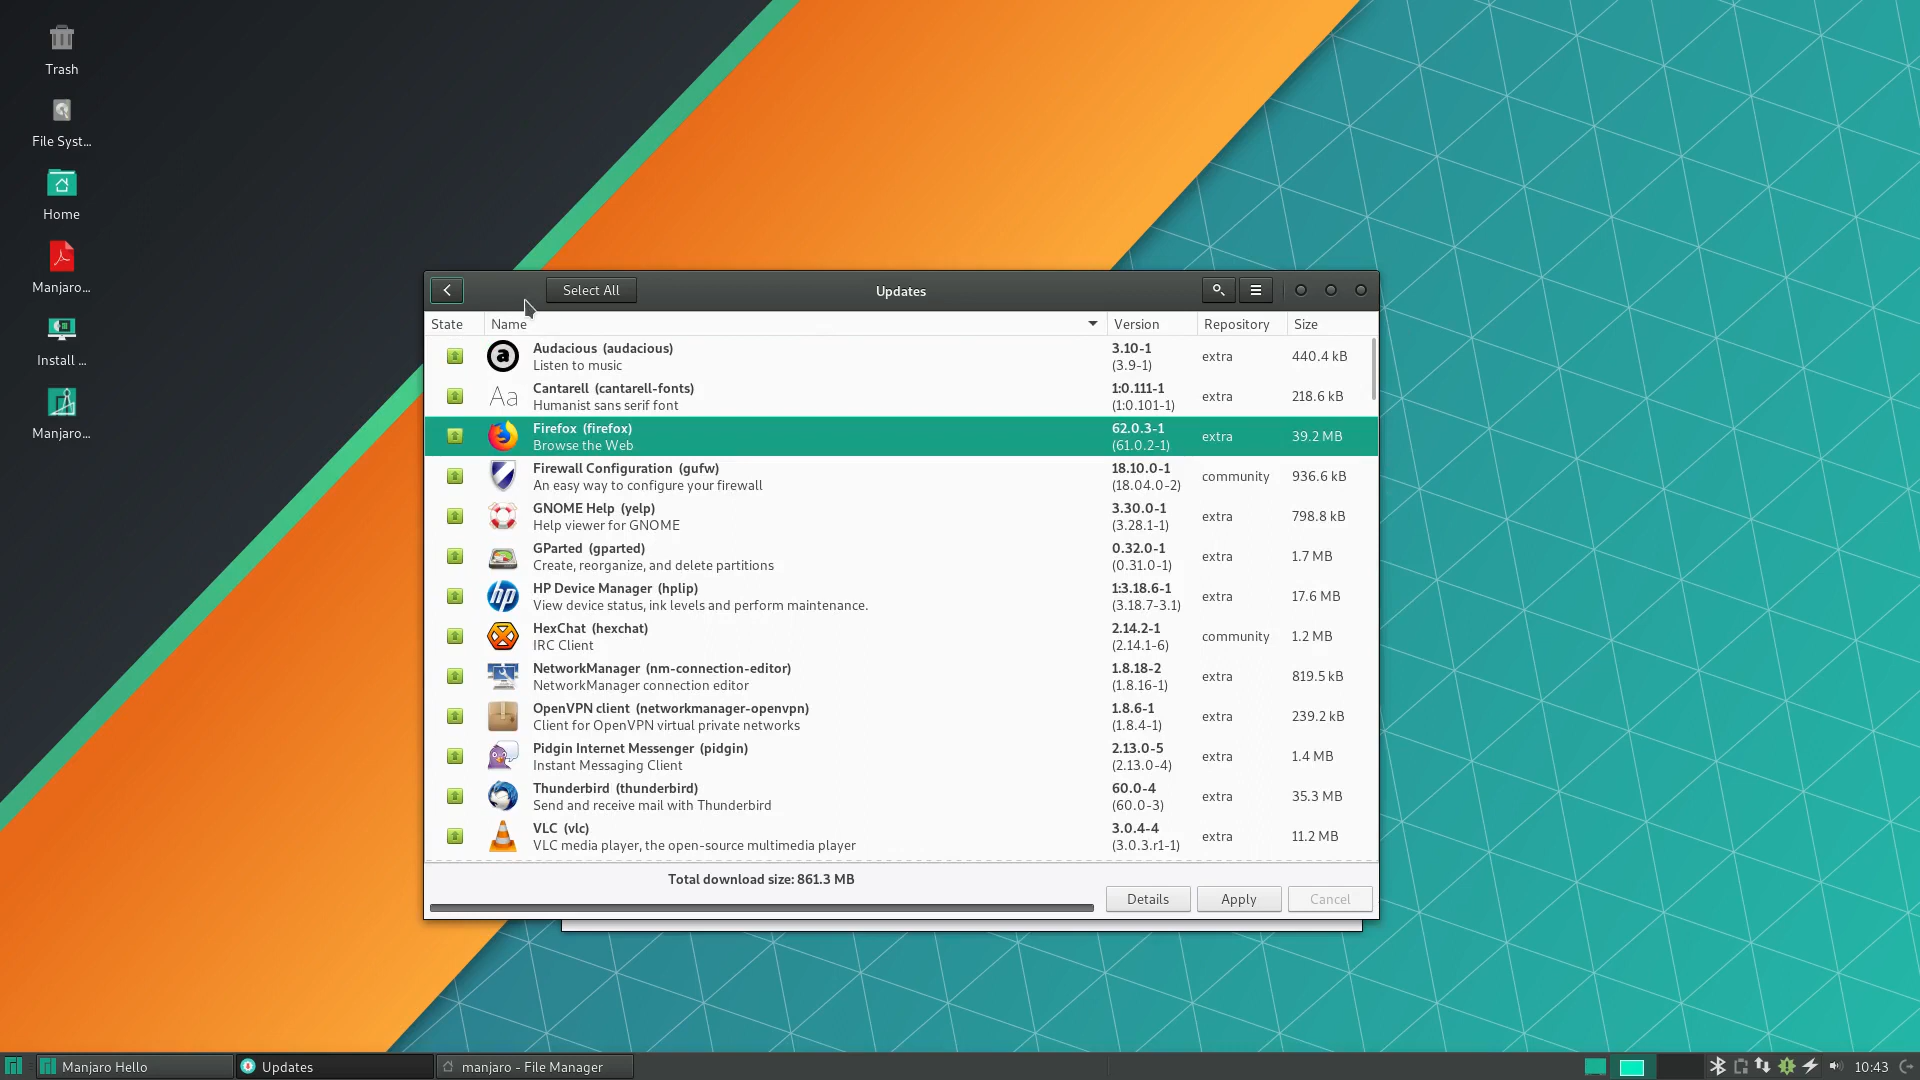 Trash
File Syst...
Home
Manjaro...
Install ...
Manjaro...
Select All
Updates
State Name Version Repository Size
Audacious (audacious) 3.10-1
Listen to music (3.9-1) extra 440.4 kB
Cantarell (cantarell-fonts) 1:0.111-1
Humanist sans serif font (1:0.101-1) extra 218.6 kB
Firefox (firefox) 62.0.3-1
Browse the Web (61.0.2-1) extra 39.2 MB
Firewall Configuration (gufw) 18.10.0-1
An easy way to configure your firewall (18.04.0-2) community 936.6 kB
GNOME Help (yelp) 3.30.0-1
Help viewer for GNOME (3.28.1-1) extra 798.8 kB
GParted (gparted) 0.32.0-1
Create, reorganize, and delete partitions (0.31.0-1) extra 1.7 MB
HP Device Manager (hplip) 1:3.18.6-1
View device status, ink levels and perform maintenance. (3.18.7-3.1) extra 17.6 MB
HexChat (hexchat) 2.14.2-1
IRC Client (2.14.1-6) community 1.2 MB
NetworkManager (nm-connection-editor) 1.8.18-2
NetworkManager connection editor (1.8.16-1) extra 819.5 kB
OpenVPN client (networkmanager-openvpn) 1.8.6-1
Client for OpenVPN virtual private networks (1.8.4-1) extra 239.2 kB
Pidgin Internet Messenger (pidgin) 2.13.0-5
Instant Messaging Client (2.13.0-4) extra 1.4 MB
Thunderbird (thunderbird) 60.0-4
Send and receive mail with Thunderbird (60.0-3) extra 35.3 MB
VLC (vlc) 3.0.4-4
VLC media player, the open-source multimedia player (3.0.3.r1-1) extra 11.2 MB
Total download size: 861.3 MB
Details Apply Cancel
Manjaro Hello Updates manjaro - File Manager 10:43